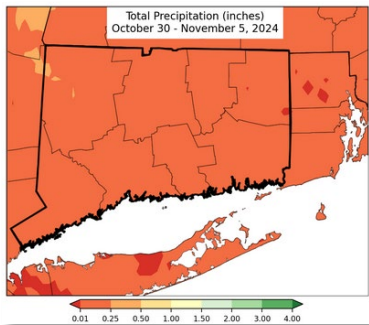 Total Precipitation (inches)
October 30 - November 5, 2024
0.01 0.25 0.50 1.00 1.50 2.00 3.00 4.00